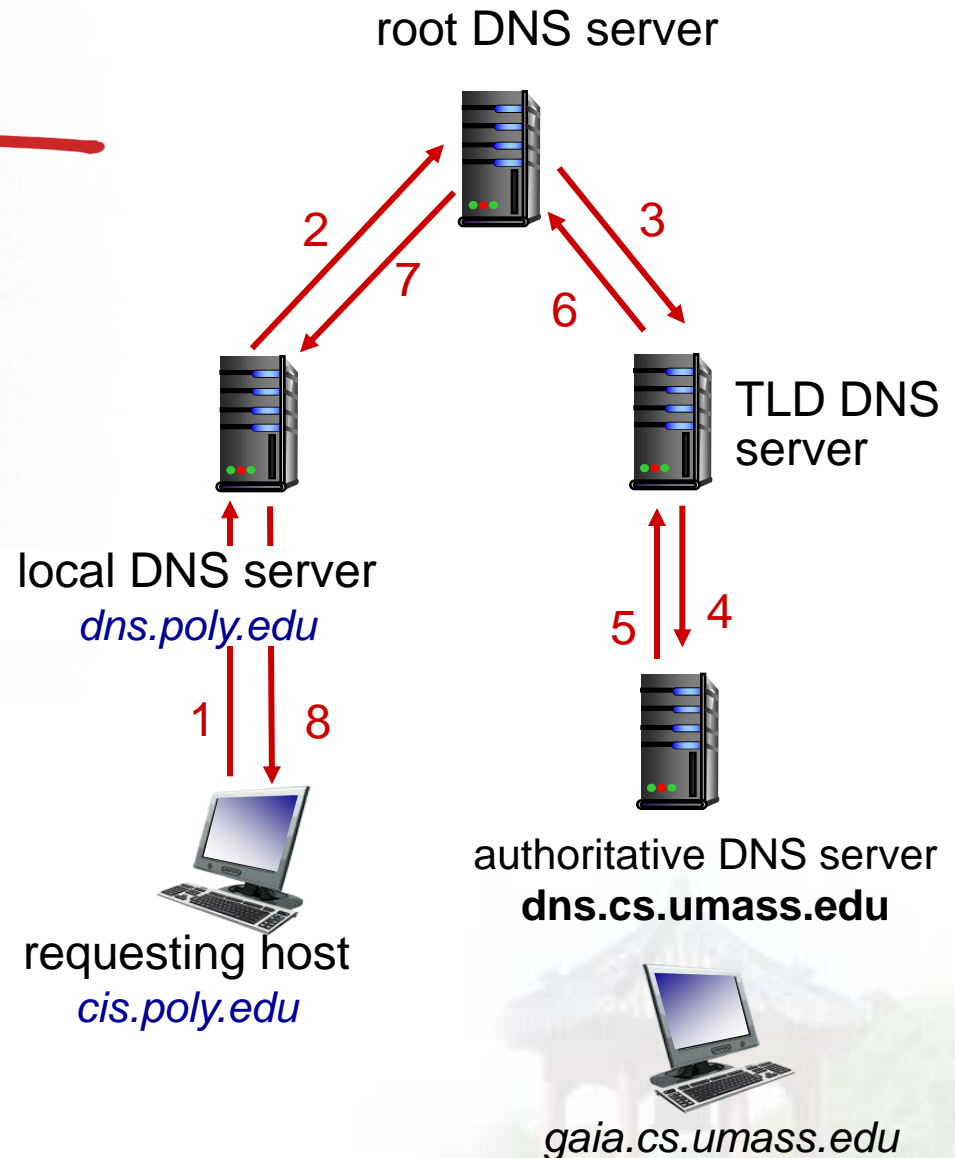 root DNS server
2
3
7
6
TLD DNS
server
local DNS server
dns.poly.edu
5
4
1
8
authoritative DNS server
dns.cs.umass.edu
requesting host
cis.poly.edu
gaia.cs.umass.edu